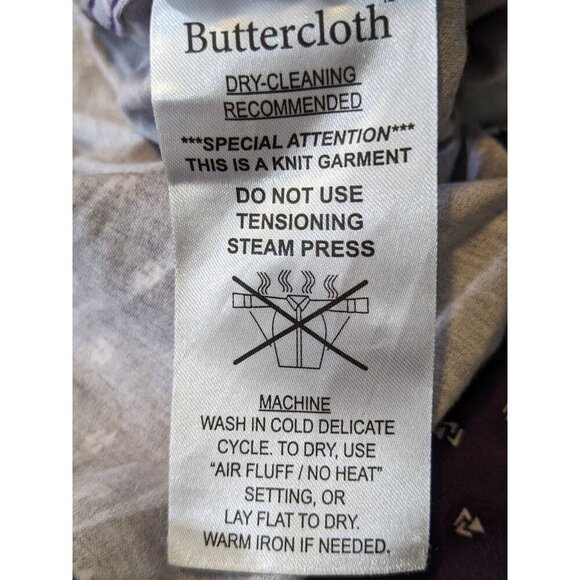 Buttercloth
DRY-CLEANING
RECOMMENDED
***SPECIAL ATTENTION***
THIS IS A KNIT GARMENT
DO NOT USE
TENSIONING
STEAM PRESS
MACHINE
WASH IN COLD DELICATE
CYCLE. TO DRY, USE
“AIR FLUFF / NO HEAT”
SETTING, OR
LAY FLAT TO DRY.
WARM IRON IF NEEDED.